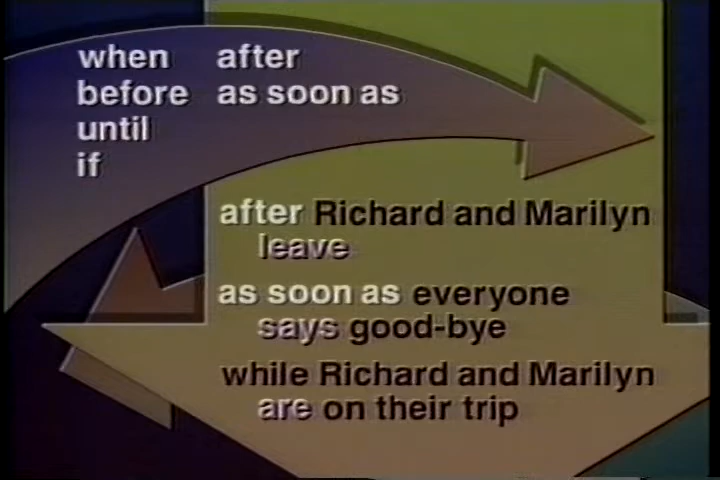 when after
before as soon as
until
if
after Richard and Marilyn
leave
as soon as everyone
says good-bye
while Richard and Marilyn
are on their trip